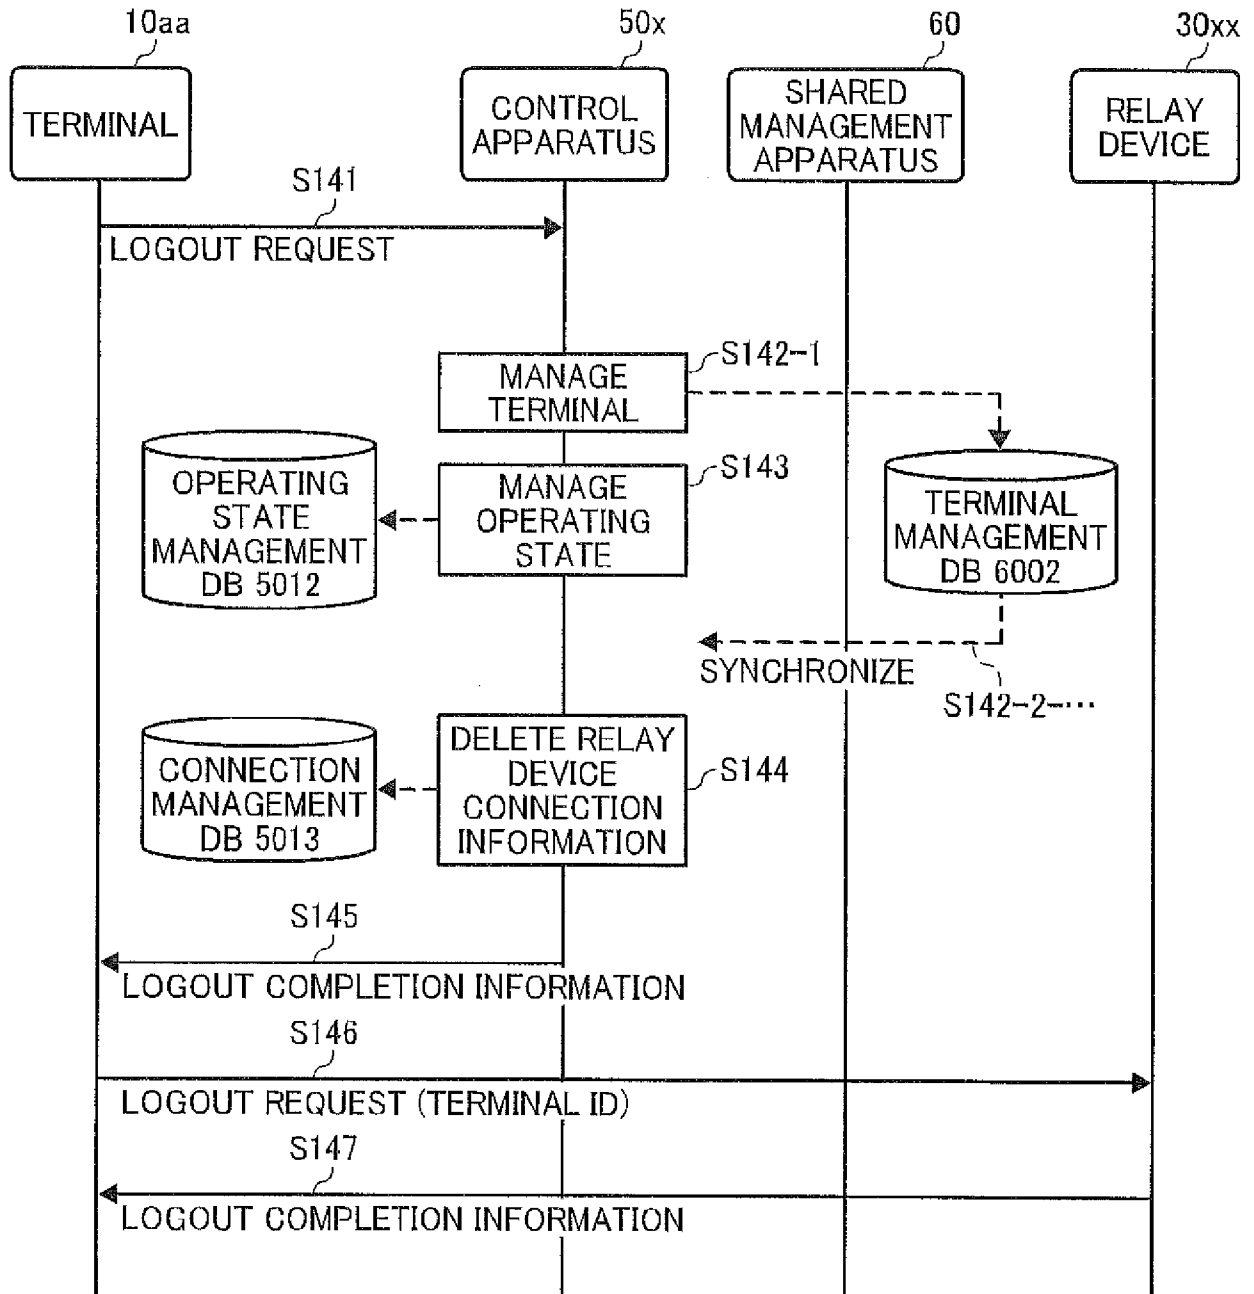 10aa
50x
60
30xx
TERMINAL
CONTROL
APPARATUS
SHARED
MANAGEMENT
APPARATUS
RELAY
DEVICE
S141
LOGOUT REQUEST
S142-1
MANAGE
TERMINAL
S143
MANAGE
OPERATING
STATE
OPERATING
STATE
MANAGEMENT
DB 5012
TERMINAL
MANAGEMENT
DB 6002
SYNCHRONIZE
S142-2-···
DELETE RELAY
DEVICE
CONNECTION
INFORMATION
S144
CONNECTION
MANAGEMENT
DB 5013
S145
LOGOUT COMPLETION INFORMATION
S146
LOGOUT REQUEST (TERMINAL ID)
S147
LOGOUT COMPLETION INFORMATION